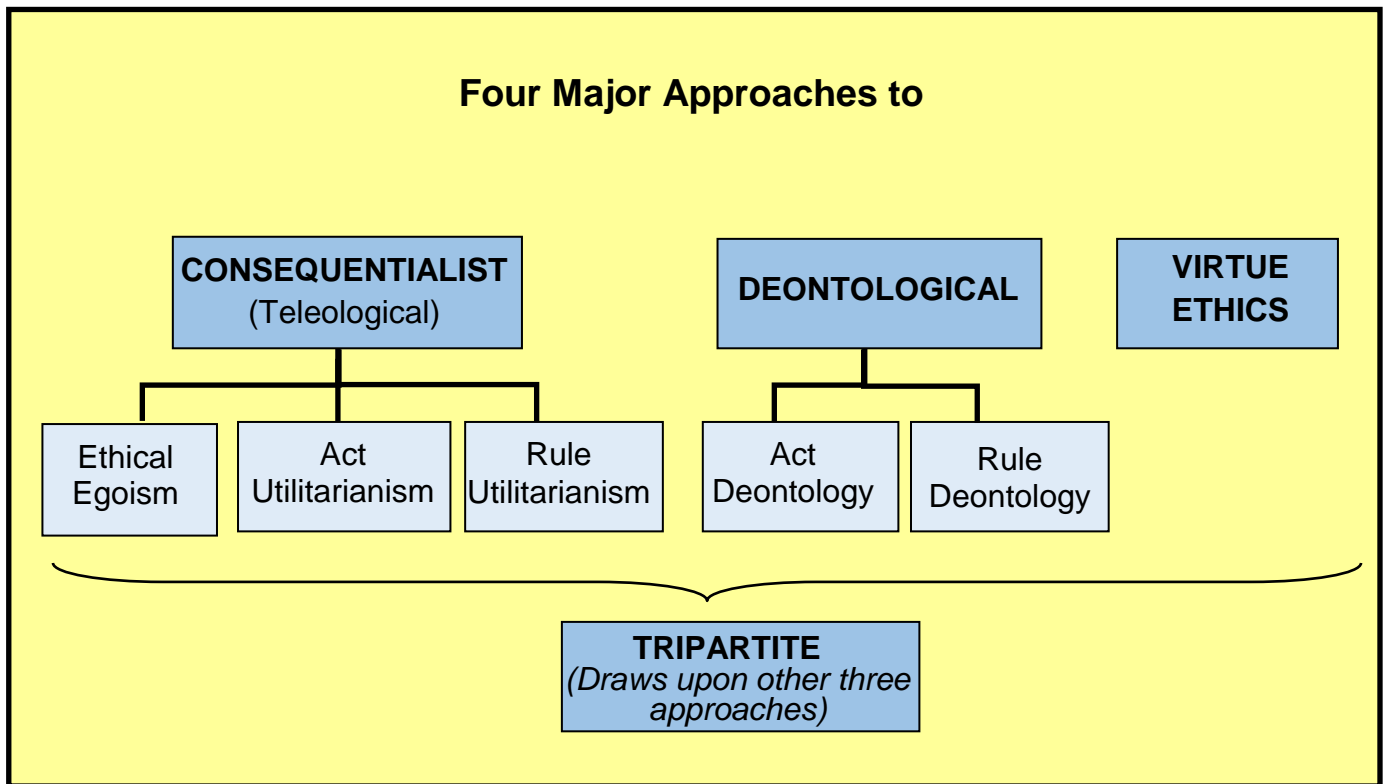 Four Major Approaches to
CONSEQUENTIALIST
(Teleological)
DEONTOLOGICAL
VIRTUE
ETHICS
Ethical
Egoism
Act
Utilitarianism
Rule
Utilitarianism
Act
Deontology
Rule
Deontology
TRIPARTITE
(Draws upon other three
approaches)